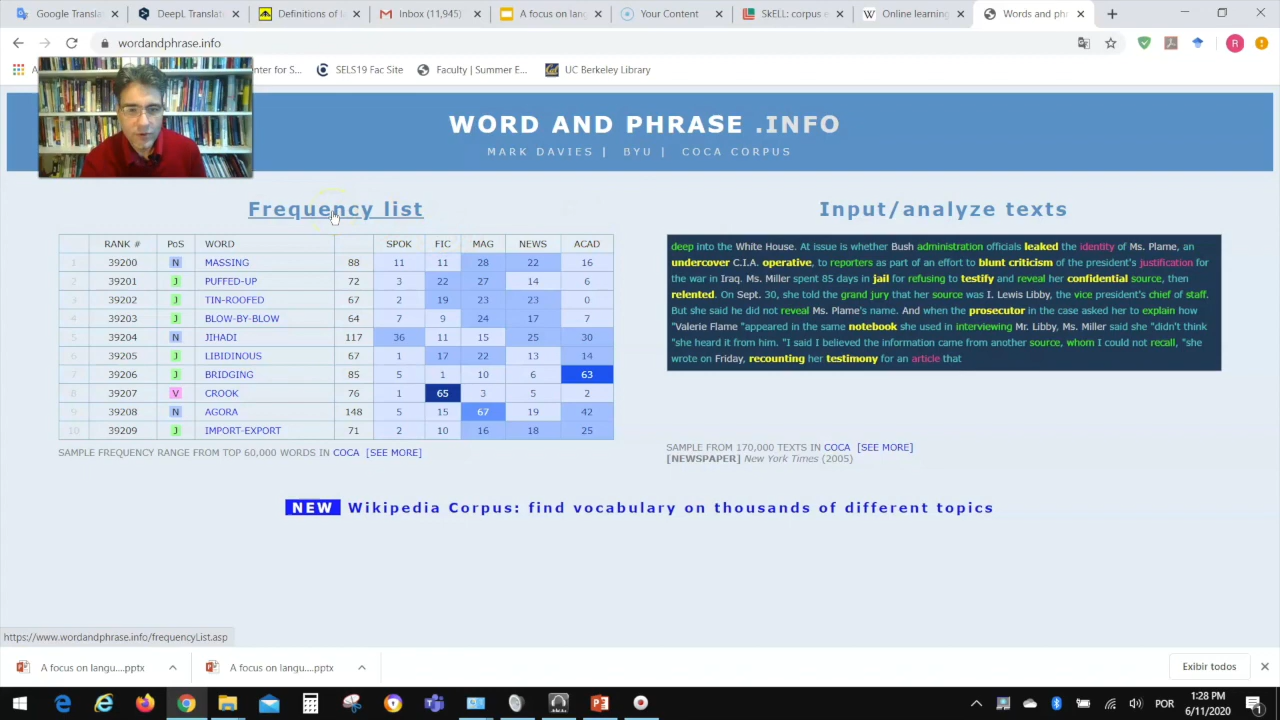 Google Transl
DeepL Translat
Definitions of l
Inbox (11,945)
A focus on lang
Your Content
SkELL: corpus e
Online learning
Words and phr
wordandphrase.info
R
A
enter for S...
SELS19 Fac Site
Faculty | Summer E...
UC Berkeley Library
WORD AND PHRASE .INFO
MARK DAVIES | BYU | COCA CORPUS
Frequency list
Input/analyze texts
RANK # PoS WORD SPOK FIC MAG NEWS ACAD
1 39200 N MASSING 88 11 11 28 22 16
2 39201 J PUFFED-UP 72 3 22 27 14 6
3 39202 J TIN-ROOFED 67 2 19 23 23 0
4 39203 J BLOW-BY-BLOW 64 7 9 24 17 7
5 39204 N JIHADI 117 36 11 15 25 30
6 39205 J LIBIDINOUS 67 1 17 22 13 14
7 39206 J BRIDGING 85 5 1 10 6 63
8 39207 V CROOK 76 1 65 3 5 2
9 39208 N AGORA 148 5 15 67 19 42
10 39209 J IMPORT-EXPORT 71 2 10 16 18 25
SAMPLE FREQUENCY RANGE FROM TOP 60,000 WORDS IN COCA [SEE MORE]
deep into the White House. At issue is whether Bush administration officials leaked the identity of Ms. Plame, an
undercover C.I.A. operative, to reporters as part of an effort to blunt criticism of the president's justification for
the war in Iraq. Ms. Miller spent 85 days in jail for refusing to testify and reveal her confidential source, then
relented. On Sept. 30, she told the grand jury that her source was I. Lewis Libby, the vice president's chief of staff.
But she said he did not reveal Ms. Plame's name. And when the prosecutor in the case asked her to explain how
"Valerie Flame "appeared in the same notebook she used in interviewing Mr. Libby, Ms. Miller said she "didn't think
"she heard it from him. "I said I believed the information came from another source, whom I could not recall, "she
wrote on Friday, recounting her testimony for an article that
SAMPLE FROM 170,000 TEXTS IN COCA [SEE MORE]
[NEWSPAPER] New York Times (2005)
NEW Wikipedia Corpus: find vocabulary on thousands of different topics
https://www.wordandphrase.info/frequencyList.asp
A focus on langu....pptx
A focus on langu....pptx
Exibir todos
POR
1:28 PM
6/11/2020
1